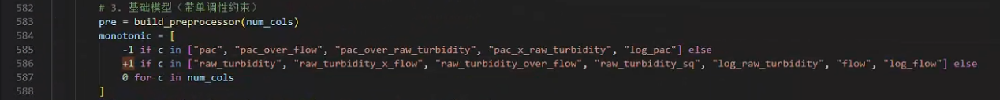 582 # 3. 基础模型（带单调性约束）
583 pre = build_preprocessor(num_cols)
584 monotonic = [
585 -1 if c in ["pac", "pac_over_flow", "pac_over_raw_turbidity", "pac_x_raw_turbidity", "log_pac"] else
586 +1 if c in ["raw_turbidity", "raw_turbidity_x_flow", "raw_turbidity_over_flow", "raw_turbidity_sq", "log_raw_turbidity", "flow", "log_flow"] else
587 0 for c in num_cols
588 ]